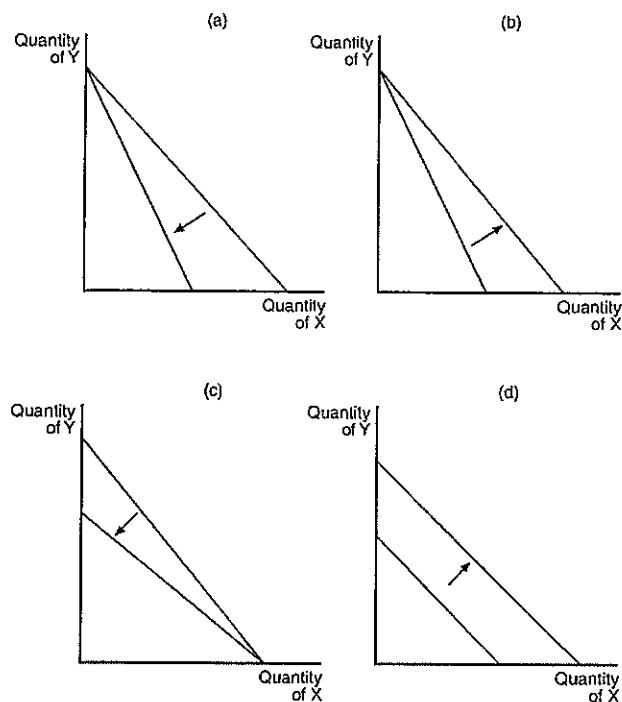 (a)
Quantity
of Y
Quantity
of X
(b)
Quantity
of Y
Quantity
of X
(c)
Quantity
of Y
Quantity
of X
(d)
Quantity
of Y
Quantity
of X